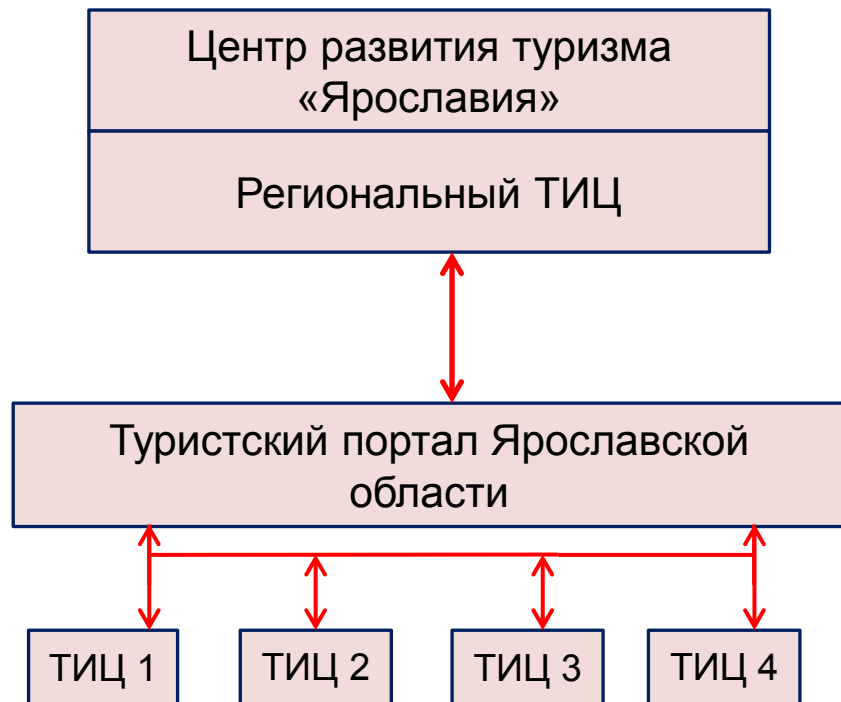 Центр развития туризма
«Ярославия»
Региональный ТИЦ
Туристский портал Ярославской
области
ТИЦ 1
ТИЦ 2
ТИЦ 3
ТИЦ 4